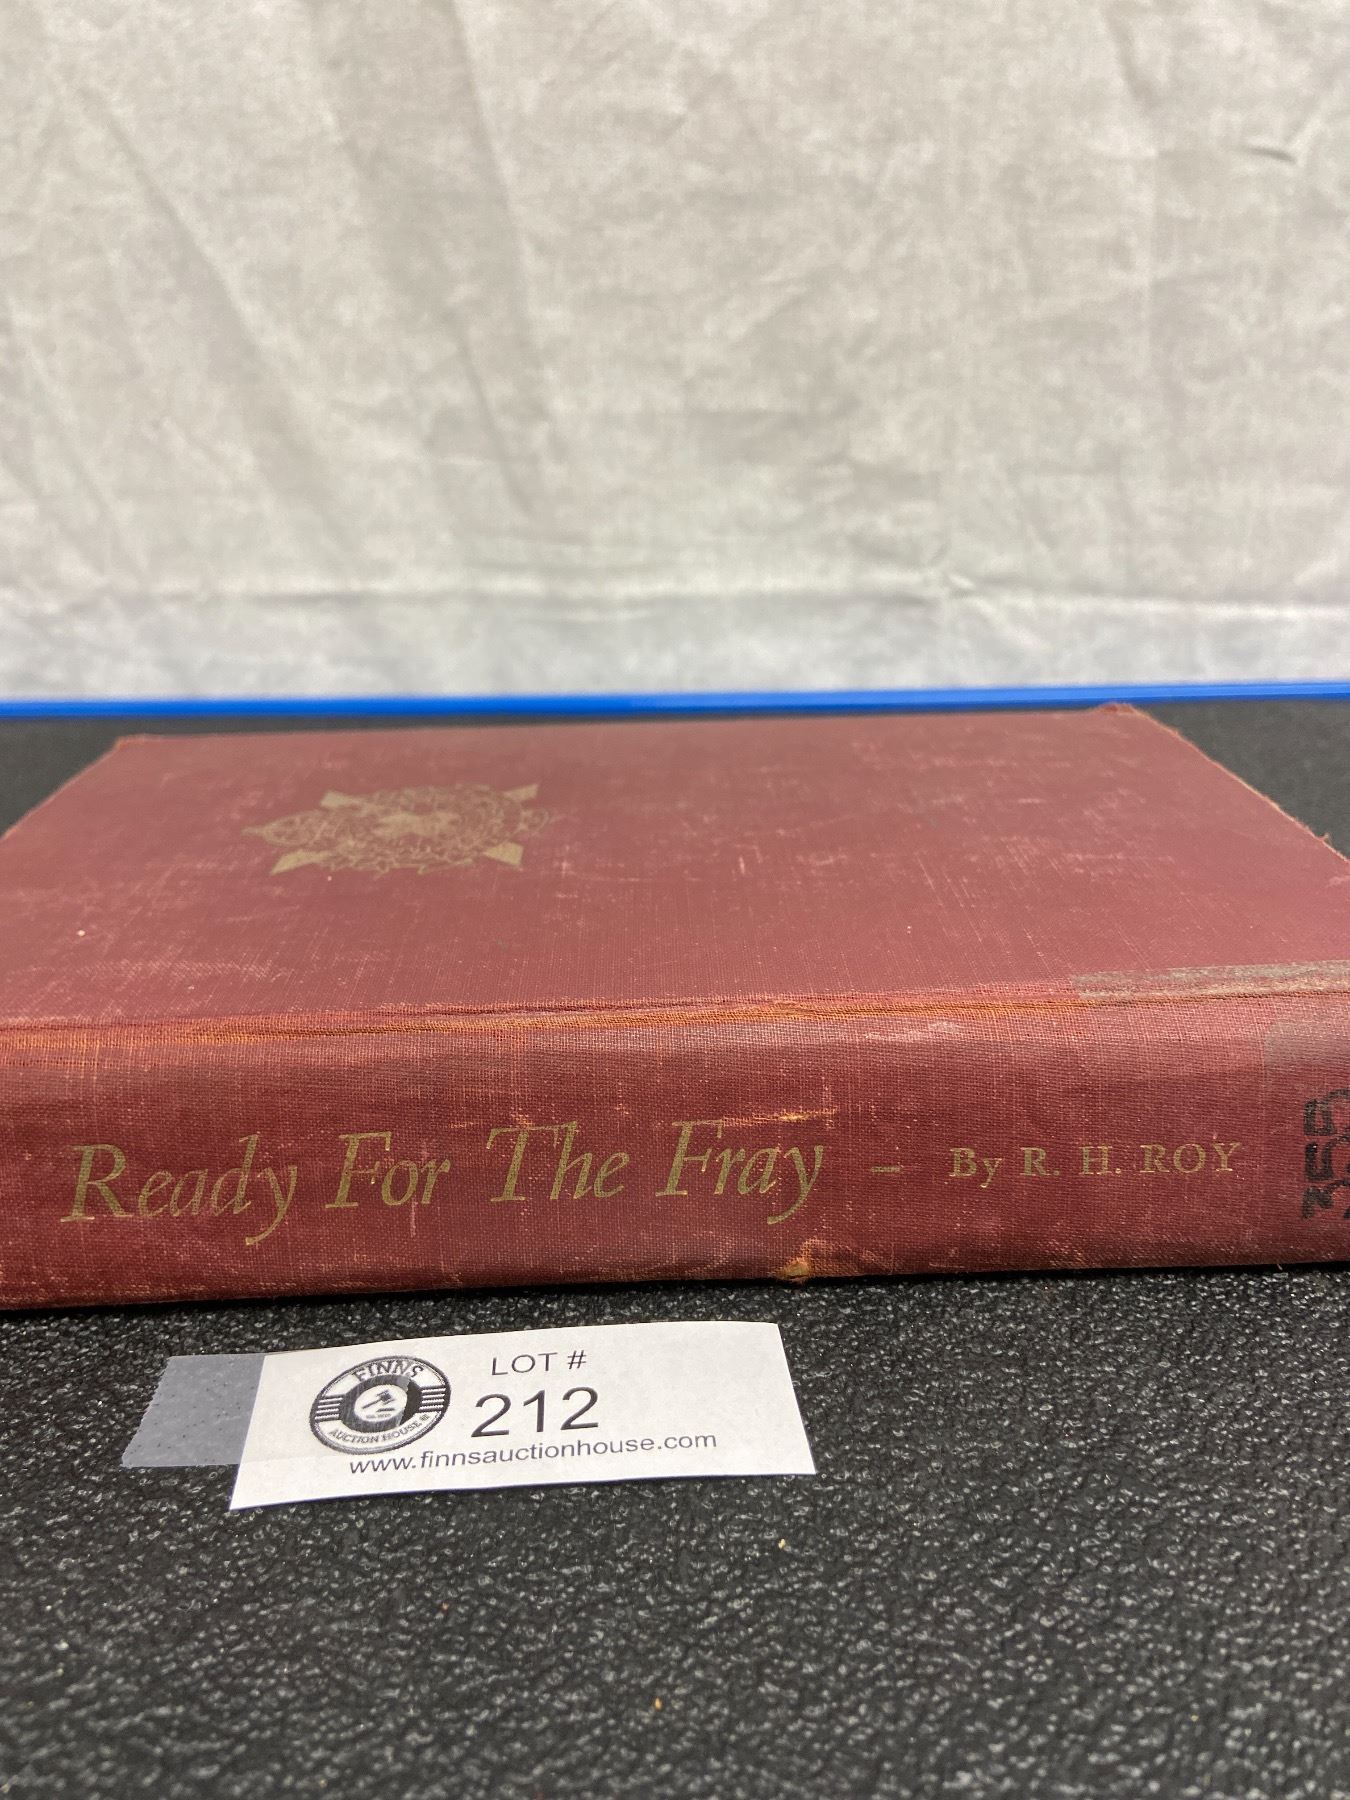 Ready For The Fray – By R. H. ROY
FINNS
AUCTION HOUSE
LOT #
212
www.finnsauctionhouse.com